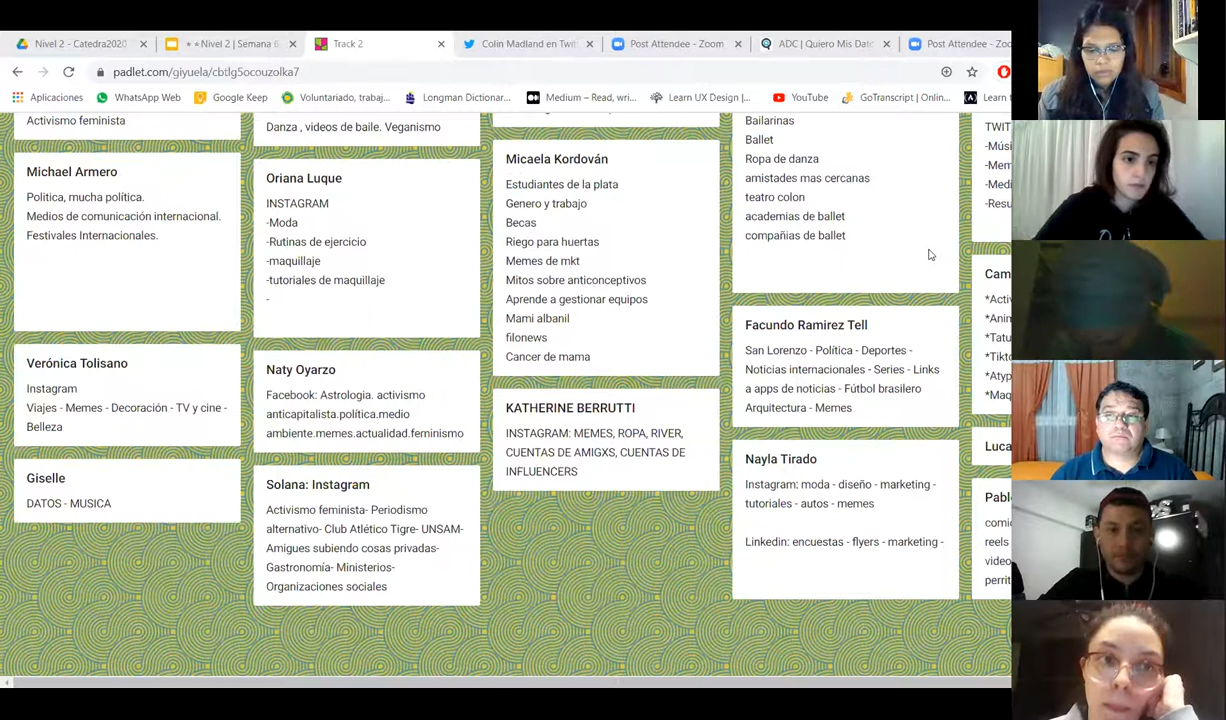 Nivel 2 - Catedra2020
**Nivel 2 | Semana 6
Track 2
Colin Madland en Twit
Post Attendee - Zoom
ADC | Quiero Mis Dat
Post Attendee - Zoo
padlet.com/giyuela/cbtlg5ocouzolka7
Aplicaciones
WhatsApp Web
Google Keep
Voluntariado, trabaj...
Longman Dictionar...
Medium – Read, wri...
Learn UX Design |...
YouTube
GoTranscript | Onlin...
Learn t
Activismo feminista
Michael Armero
Politica, mucha política.
Medios de comunicación internacional.
Festivales Internacionales.
Verónica Tolisano
Instagram
Viajes - Memes - Decoración - TV y cine -
Belleza
Giselle
DATOS - MUSICA
Danza , videos de baile. Veganismo
Oriana Luque
INSTAGRAM
-Moda
-Rutinas de ejercicio
-maquillaje
-tutoriales de maquillaje
-
Naty Oyarzo
Facebook: Astrologia. activismo
anticapitalista.política.medio
ambiente.memes.actualidad.feminismo
Solana: Instagram
Activismo feminista- Periodismo
alternativo- Club Atlético Tigre- UNSAM-
Amigues subiendo cosas privadas-
Gastronomía- Ministerios-
Organizaciones sociales
Micaela Kordován
Estudiantes de la plata
Genero y trabajo
Becas
Riego para huertas
Memes de mkt
Mitos sobre anticonceptivos
Aprende a gestionar equipos
Mami albanil
filonews
Cancer de mama
KATHERINE BERRUTTI
INSTAGRAM: MEMES, ROPA, RIVER,
CUENTAS DE AMIGXS, CUENTAS DE
INFLUENCERS
Bailarinas
Ballet
Ropa de danza
amistades mas cercanas
teatro colon
academias de ballet
compañias de ballet
Facundo Ramirez Tell
San Lorenzo - Política - Deportes -
Noticias internacionales - Series - Links
a apps de noticias - Fútbol brasilero
Arquitectura - Memes
Nayla Tirado
Instagram: moda - diseño - marketing -
tutoriales - autos - memes
Linkedin: encuestas - flyers - marketing -
TWIT
-Músi
-Mem
-Medi
-Resu
Cam
*Activ
*Anim
*Tatu
*Tikto
*Atyp
*Maq
Luca
Pabl
comic
reels
video
perrit